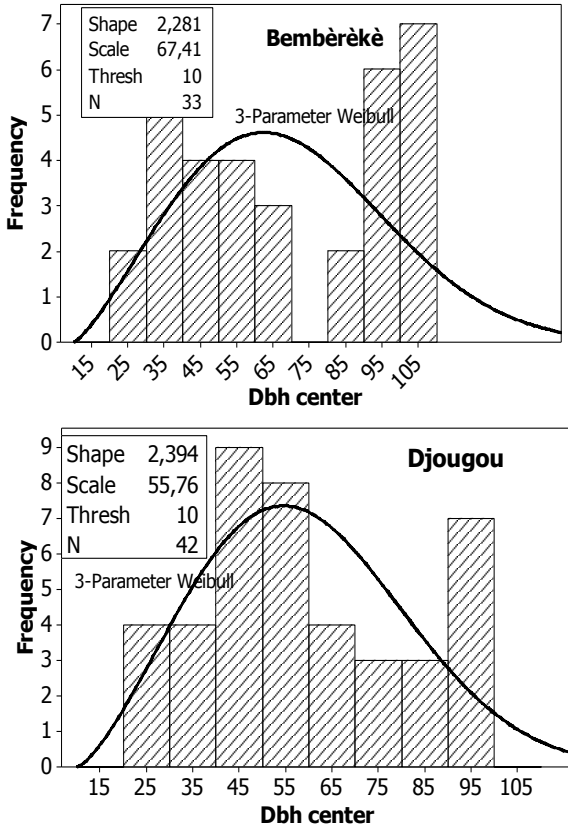 Shape 2,281
Scale 67,41
Thresh 10
N 33
Bembèrèkè
3-Parameter Weibull
Frequency
7
6
5
4
3
2
1
0
15 25 35 45 55 65 75 85 95 105
Dbh center
Shape 2,394
Scale 55,76
Thresh 10
N 42
Djougou
3-Parameter Weibull
Frequency
9
8
7
6
5
4
3
2
1
0
15 25 35 45 55 65 75 85 95 105
Dbh center